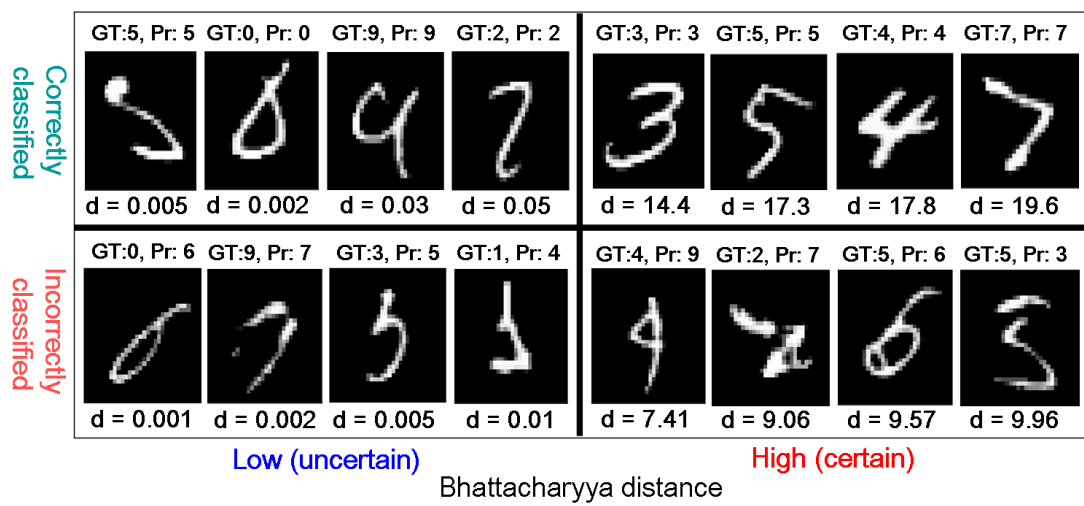 GT:5, Pr: 5 GT:0, Pr: 0 GT:9, Pr: 9 GT:2, Pr: 2 GT:3, Pr: 3 GT:5, Pr: 5 GT:4, Pr: 4 GT:7, Pr: 7
Correctly
classified
d = 0.005 d = 0.002 d = 0.03 d = 0.05 d = 14.4 d = 17.3 d = 17.8 d = 19.6
GT:0, Pr: 6 GT:9, Pr: 7 GT:3, Pr: 5 GT:1, Pr: 4 GT:4, Pr: 9 GT:2, Pr: 7 GT:5, Pr: 6 GT:5, Pr: 3
Incorrectly
classified
d = 0.001 d = 0.002 d = 0.005 d = 0.01 d = 7.41 d = 9.06 d = 9.57 d = 9.96
Low (uncertain) High (certain)
Bhattacharyya distance